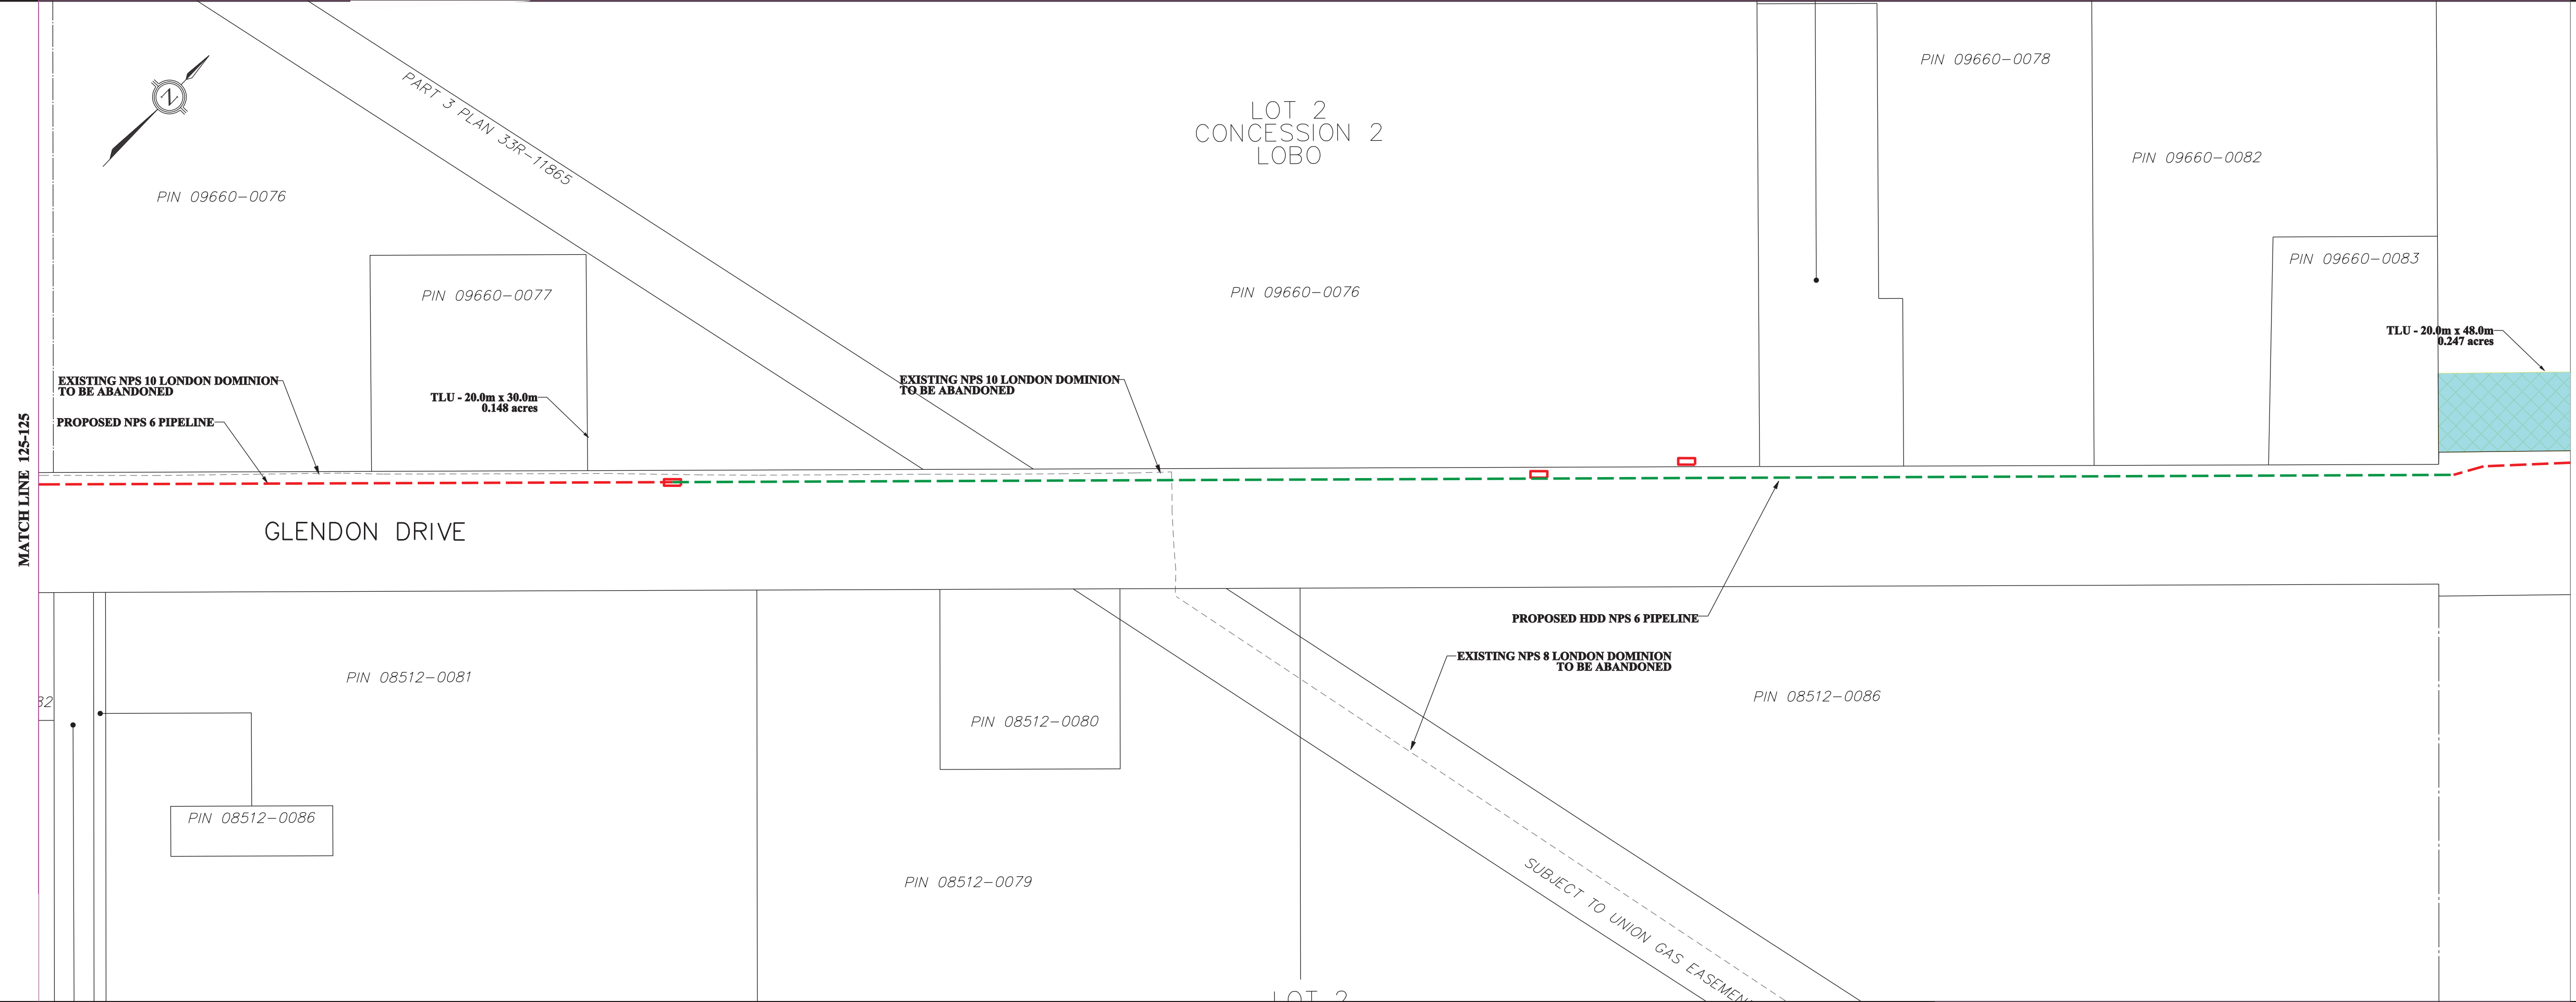 N
PART 3 PLAN 33R-11865
LOT 2
CONCESSION 2
LOBO
PIN 09660-0078
PIN 09660-0082
PIN 09660-0076
PIN 09660-0083
PIN 09660-0077
PIN 09660-0076
TLU - 20.0m x 48.0m
0.247 acres
EXISTING NPS 10 LONDON DOMINION
TO BE ABANDONED
EXISTING NPS 10 LONDON DOMINION
TO BE ABANDONED
TLU - 20.0m x 30.0m
0.148 acres
PROPOSED NPS 6 PIPELINE
MATCH LINE 125-125
GLENDON DRIVE
PROPOSED HDD NPS 6 PIPELINE
EXISTING NPS 8 LONDON DOMINION
TO BE ABANDONED
PIN 08512-0081
32
PIN 08512-0080
PIN 08512-0086
PIN 08512-0086
PIN 08512-0079
SUBJECT TO UNION GAS EASEMENT
LOT 2